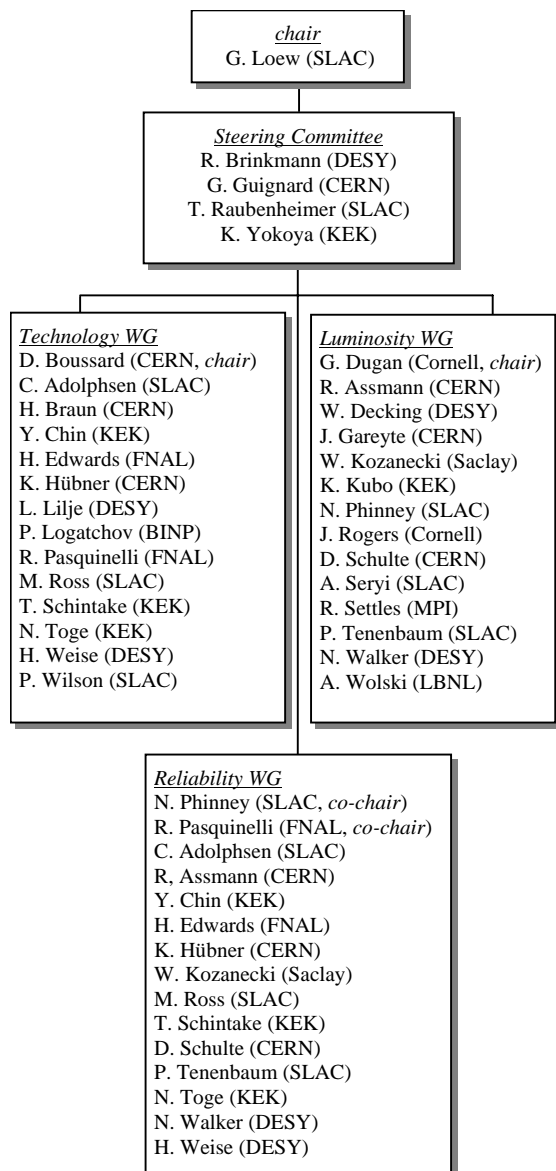 chair
G. Loew (SLAC)
Steering Committee
R. Brinkmann (DESY)
G. Guignard (CERN)
T. Raubenheimer (SLAC)
K. Yokoya (KEK)
Technology WG
D. Boussard (CERN, chair)
C. Adolphsen (SLAC)
H. Braun (CERN)
Y. Chin (KEK)
H. Edwards (FNAL)
K. Hübner (CERN)
L. Lilje (DESY)
P. Logatchov (BINP)
R. Pasquinelli (FNAL)
M. Ross (SLAC)
T. Schintake (KEK)
N. Toge (KEK)
H. Weise (DESY)
P. Wilson (SLAC)
Luminosity WG
G. Dugan (Cornell, chair)
R. Assmann (CERN)
W. Decking (DESY)
J. Gareyte (CERN)
W. Kozanecki (Saclay)
K. Kubo (KEK)
N. Phinney (SLAC)
J. Rogers (Cornell)
D. Schulte (CERN)
A. Seryi (SLAC)
R. Settles (MPI)
P. Tenenbaum (SLAC)
N. Walker (DESY)
A. Wolski (LBNL)
Reliability WG
N. Phinney (SLAC, co-chair)
R. Pasquinelli (FNAL, co-chair)
C. Adolphsen (SLAC)
R, Assmann (CERN)
Y. Chin (KEK)
H. Edwards (FNAL)
K. Hübner (CERN)
W. Kozanecki (Saclay)
M. Ross (SLAC)
T. Schintake (KEK)
D. Schulte (CERN)
P. Tenenbaum (SLAC)
N. Toge (KEK)
N. Walker (DESY)
H. Weise (DESY)